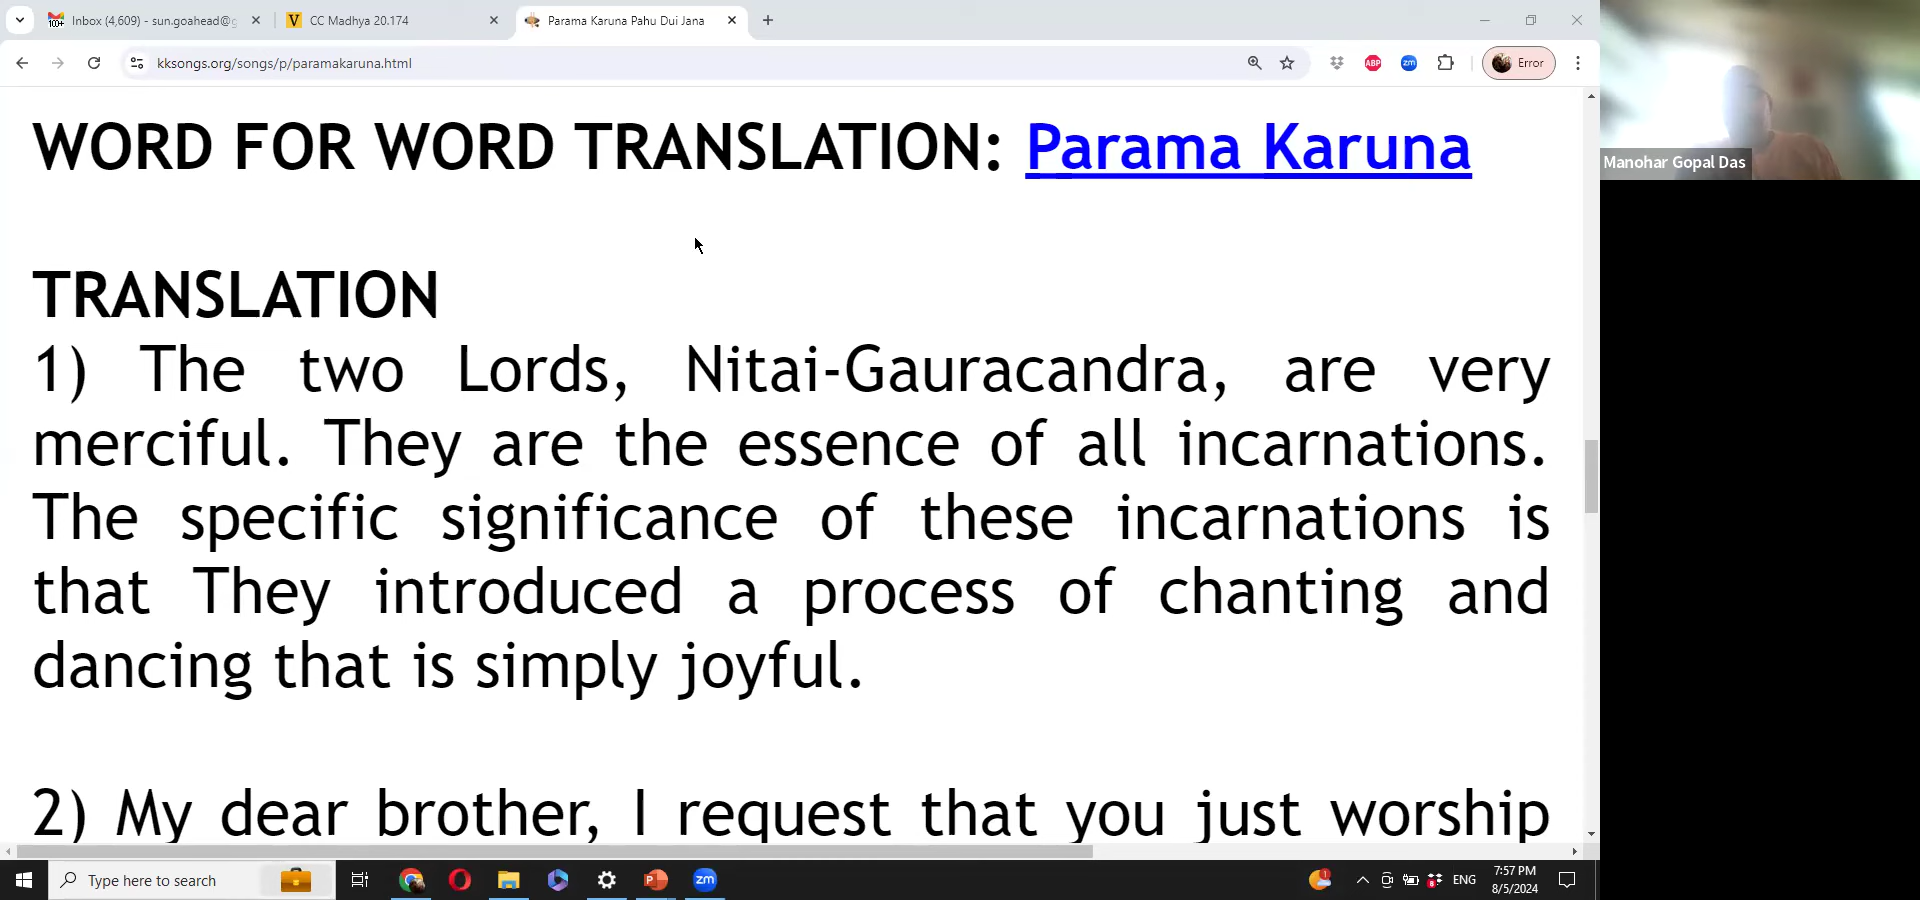 Inbox (4,609) - sun.goahead@g
CC Madhya 20.174
Parama Karuna Pahu Dui Jana
kksongs.org/songs/p/paramakaruna.html
ABP
zm
Error
WORD FOR WORD TRANSLATION: Parama Karuna
Manohar Gopal Das
TRANSLATION
1) The two Lords, Nitai-Gauracandra, are very
merciful. They are the essence of all incarnations.
The specific significance of these incarnations is
that They introduced a process of chanting and
dancing that is simply joyful.
2) My dear brother, I request that you just worship
Type here to search
zm
ENG
7:57 PM
8/5/2024